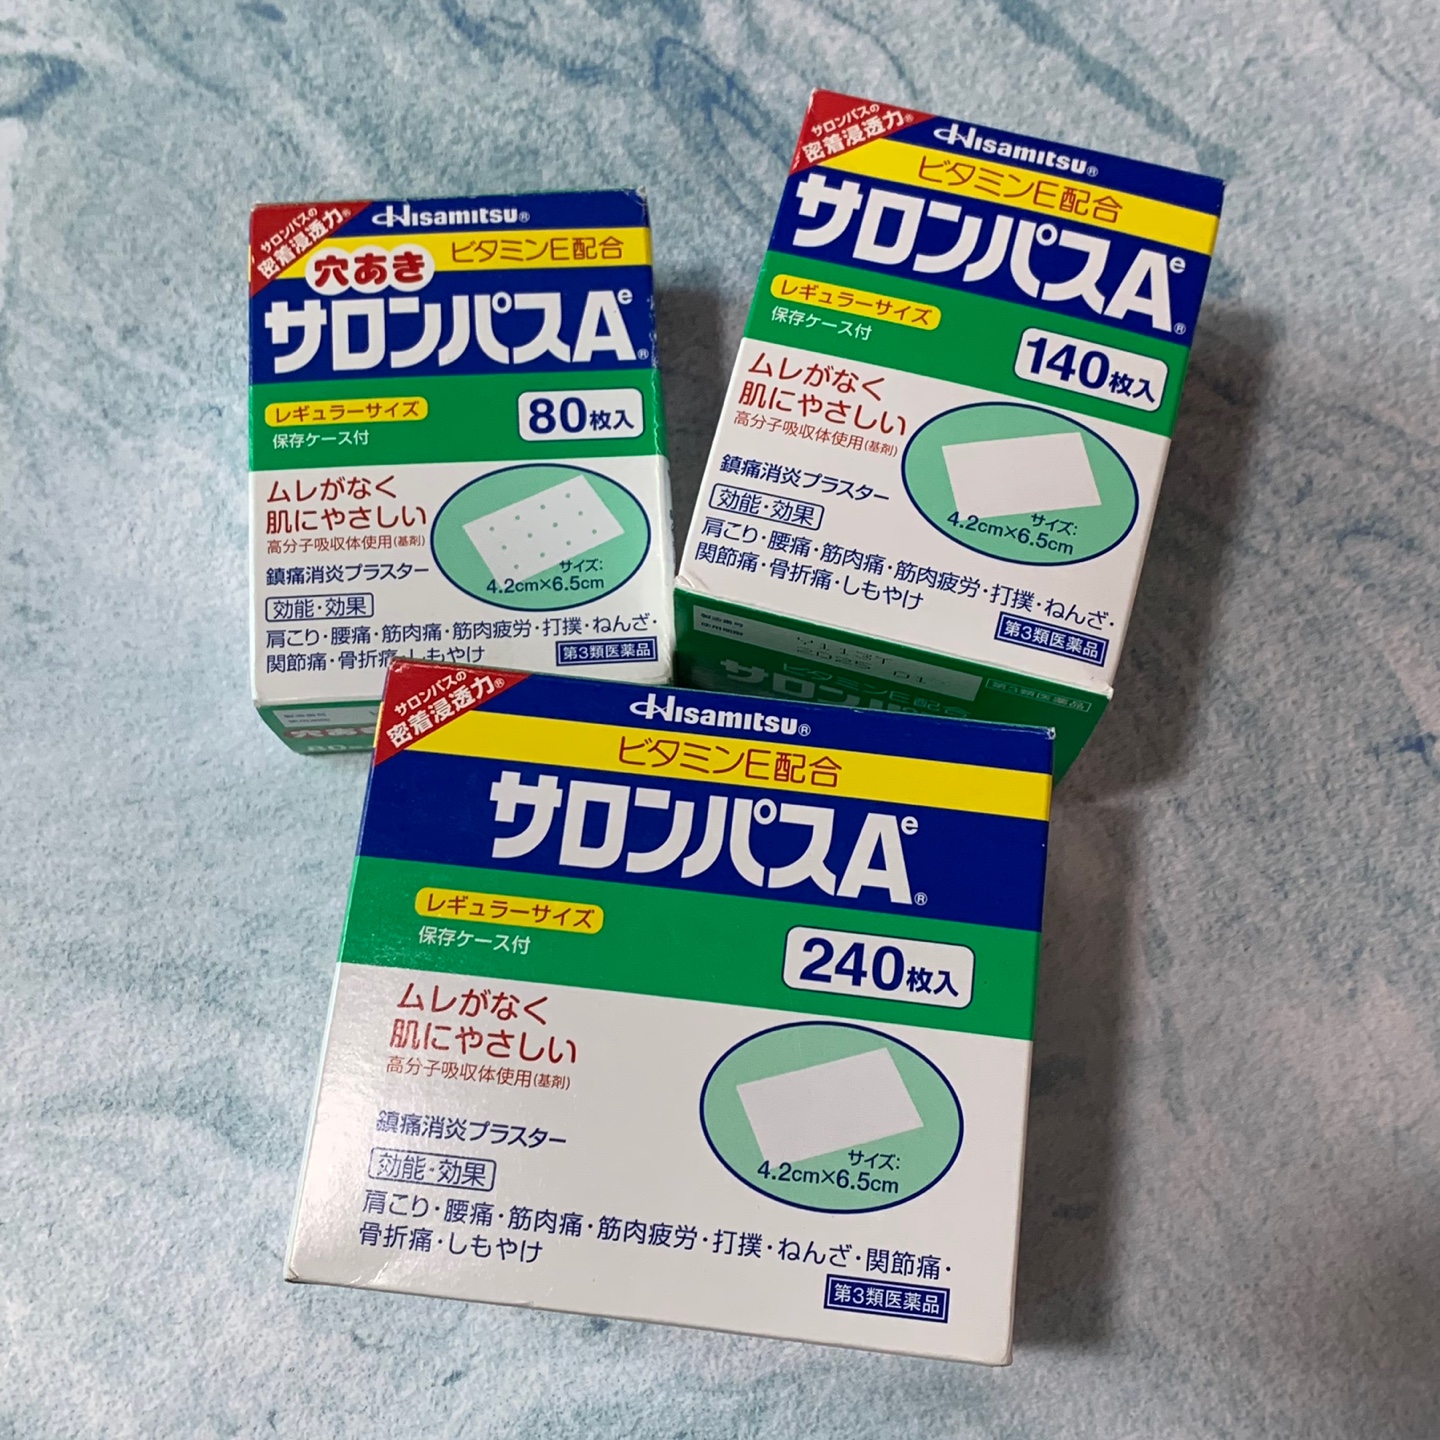 サロンパスの
密着浸透力®
Hisamitsu®
ビタミンE配合
穴あき
サロンパスAe®
レギュラーサイズ
保存ケース付
80枚入
ムレがなく
肌にやさしい
高分子吸収体使用(基剤)
鎮痛消炎プラスター
サイズ:
4.2cm×6.5cm
効能・効果
肩こり・腰痛・筋肉痛・筋肉疲労・打撲・ねんざ・
関節痛・骨折痛・しもやけ
第3類医薬品
サロンパスの
密着浸透力®
Hisamitsu®
ビタミンE配合
サロンパスAe®
レギュラーサイズ
保存ケース付
140枚入
ムレがなく
肌にやさしい
高分子吸収体使用(基剤)
鎮痛消炎プラスター
サイズ:
4.2cm×6.5cm
効能・効果
肩こり・腰痛・筋肉痛・筋肉疲労・打撲・ねんざ・
関節痛・骨折痛・しもやけ
第3類医薬品
ビタミンE配合
サロンパス
第3類医薬品
サロンパスの
密着浸透力®
Hisamitsu®
ビタミンE配合
サロンパスAe®
レギュラーサイズ
保存ケース付
240枚入
ムレがなく
肌にやさしい
高分子吸収体使用(基剤)
鎮痛消炎プラスター
サイズ:
4.2cm×6.5cm
効能・効果
肩こり・腰痛・筋肉痛・筋肉疲労・打撲・ねんざ・関節痛・
骨折痛・しもやけ
第3類医薬品